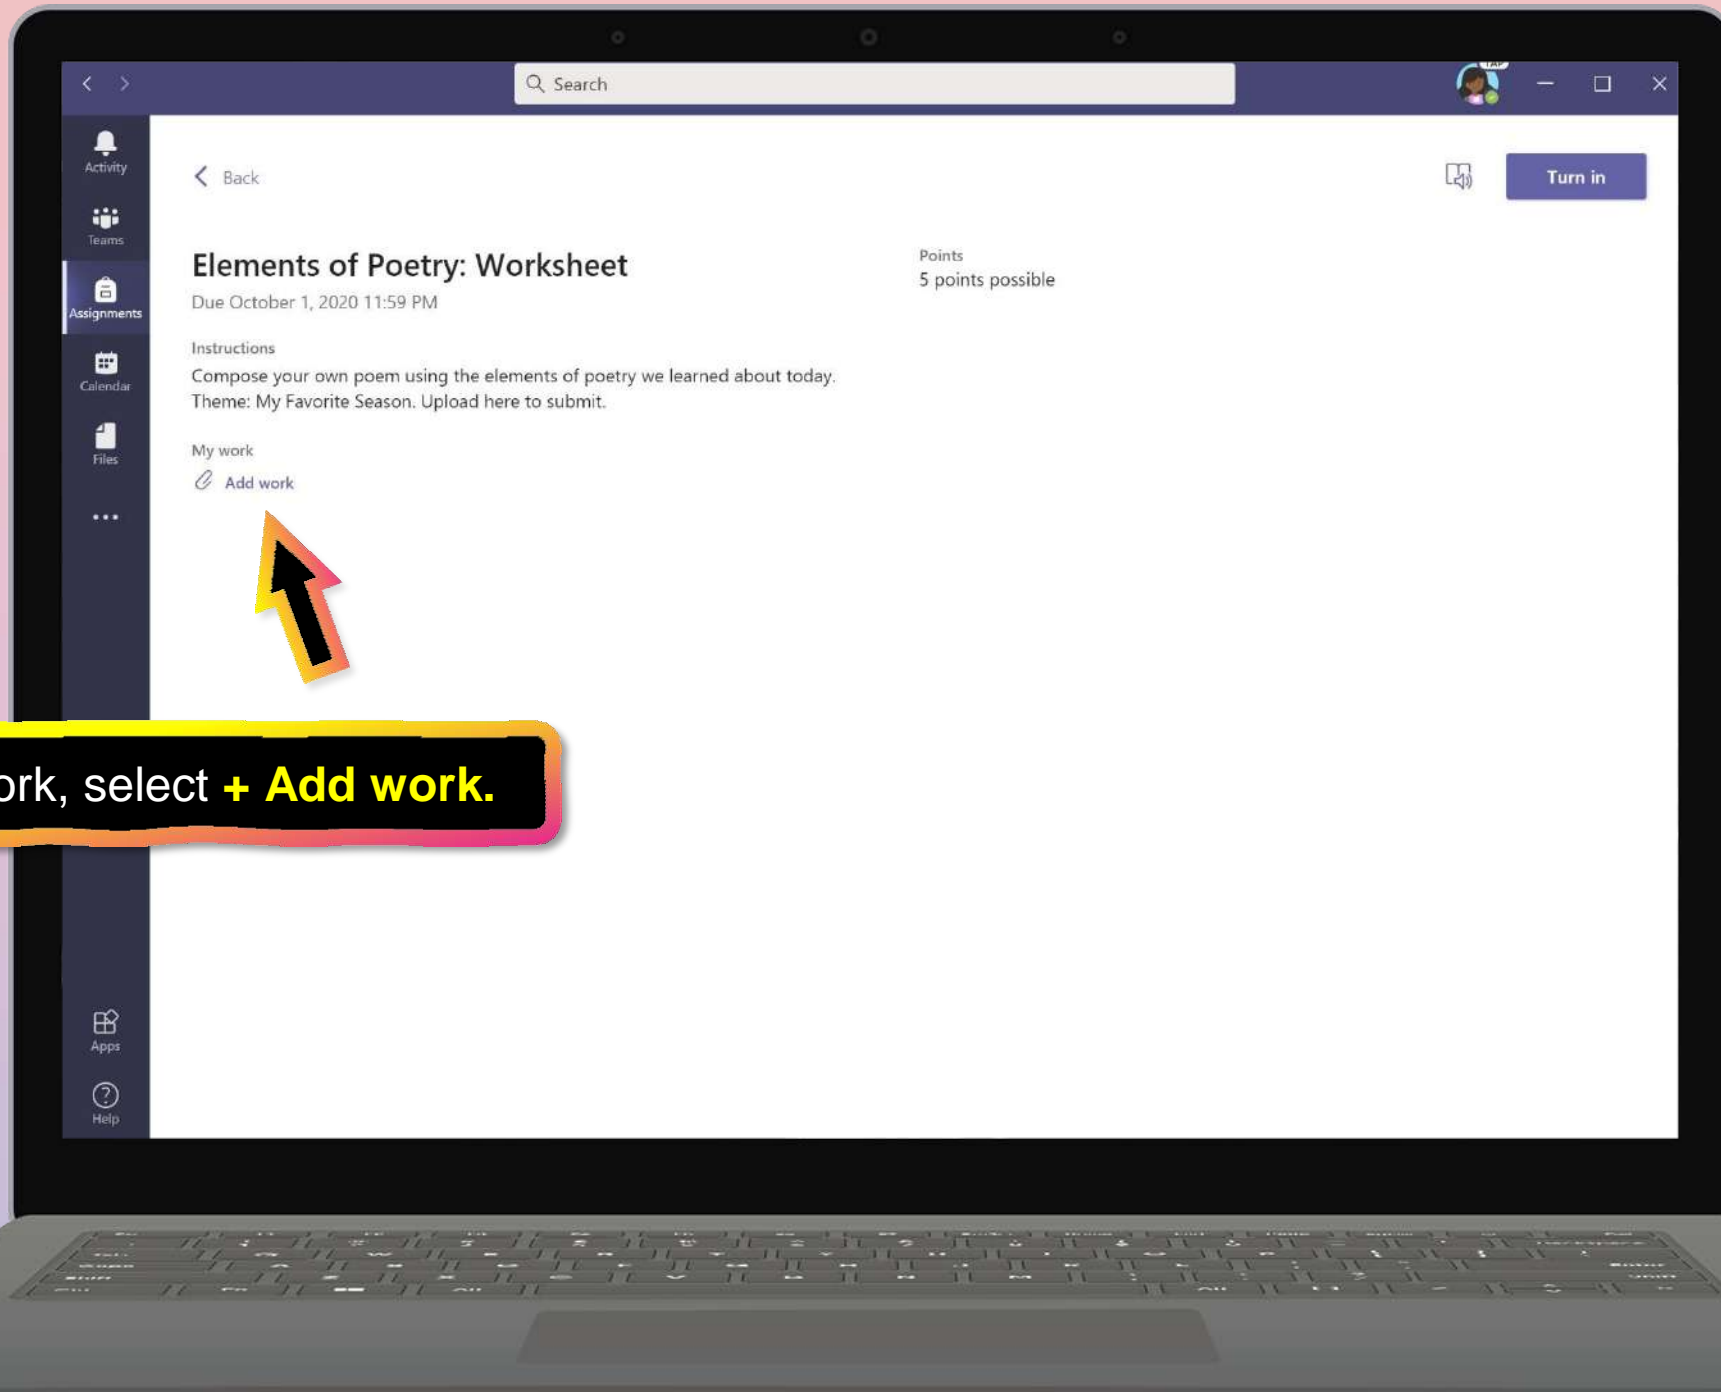 Search
TAP
Activity
Back
Turn in
Teams
Elements of Poetry: Worksheet
Points
5 points possible
Due October 1, 2020 11:59 PM
Assignments
Instructions
Compose your own poem using the elements of poetry we learned about today.
Theme: My Favorite Season. Upload here to submit.
Calendar
My work
Files
Add work
ork, select + Add work.
Apps
Help